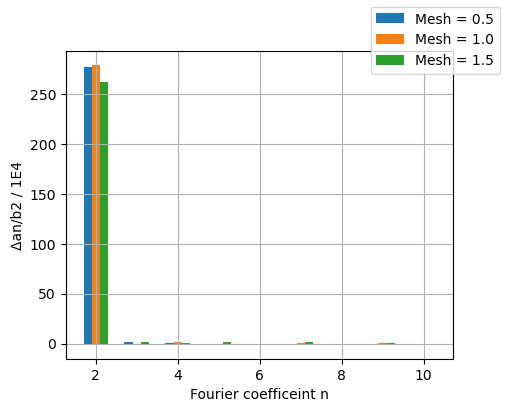 Mesh = 0.5
Mesh = 1.0
Mesh = 1.5
Δan/b2 / 1E4
250
200
150
100
50
0
2
4
6
8
10
Fourier coefficeint n